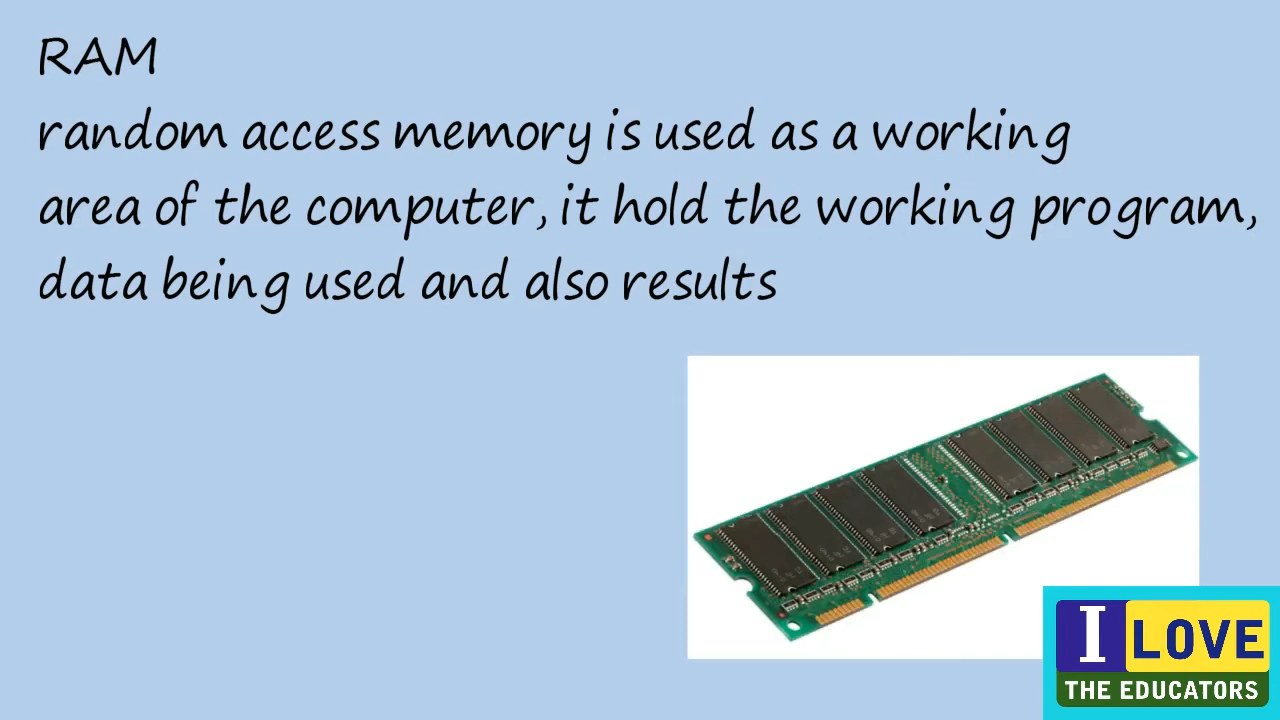 RAM
random access memory is used as a working
area of the computer, it hold the working program,
data being used and also results
I LOVE
THE EDUCATORS